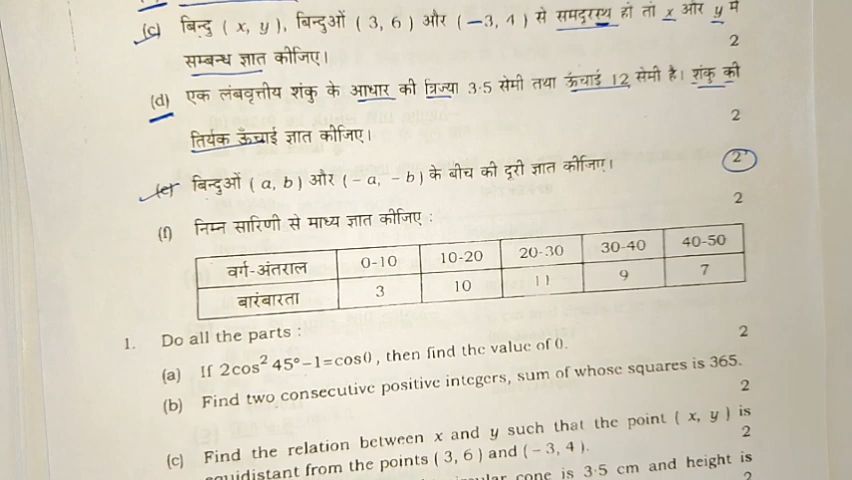 (c) बिन्दु ( x, y ), बिन्दुओं ( 3, 6 ) और ( –3, 4 ) से समदूरस्थ हों तो x और y में
सम्बन्ध ज्ञात कीजिए। 2
(d) एक लंबवृत्तीय शंकु के आधार की त्रिज्या 3·5 सेमी तथा ऊंचाई 12 सेमी है। शंकु की
तिर्यक ऊँचाई ज्ञात कीजिए। 2
(e) बिन्दुओं ( a, b ) और ( – a, – b ) के बीच की दूरी ज्ञात कीजिए। 2
(f) निम्न सारिणी से माध्य ज्ञात कीजिए : 2
वर्ग-अंतराल 0-10 10-20 20-30 30-40 40-50
बारंबारता 3 10 11 9 7
1. Do all the parts :
(a) If 2cos² 45°–1=cosθ, then find the value of θ. 2
(b) Find two consecutive positive integers, sum of whose squares is 365.
2
(c) Find the relation between x and y such that the point ( x, y ) is
equidistant from the points ( 3, 6 ) and ( – 3, 4 ). 2
cone is 3·5 cm and height is
2